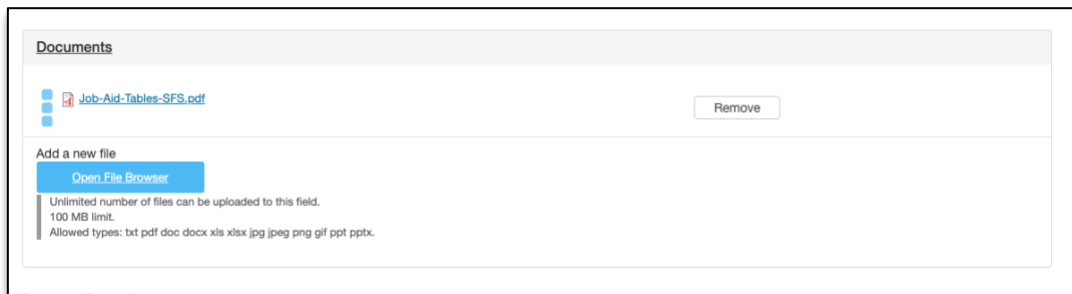 Documents
Job-Aid-Tables-SFS.pdf
Remove
Add a new file
Open File Browser
Unlimited number of files can be uploaded to this field.
100 MB limit.
Allowed types: txt pdf doc docx xls xlsx jpg jpeg png gif ppt pptx.